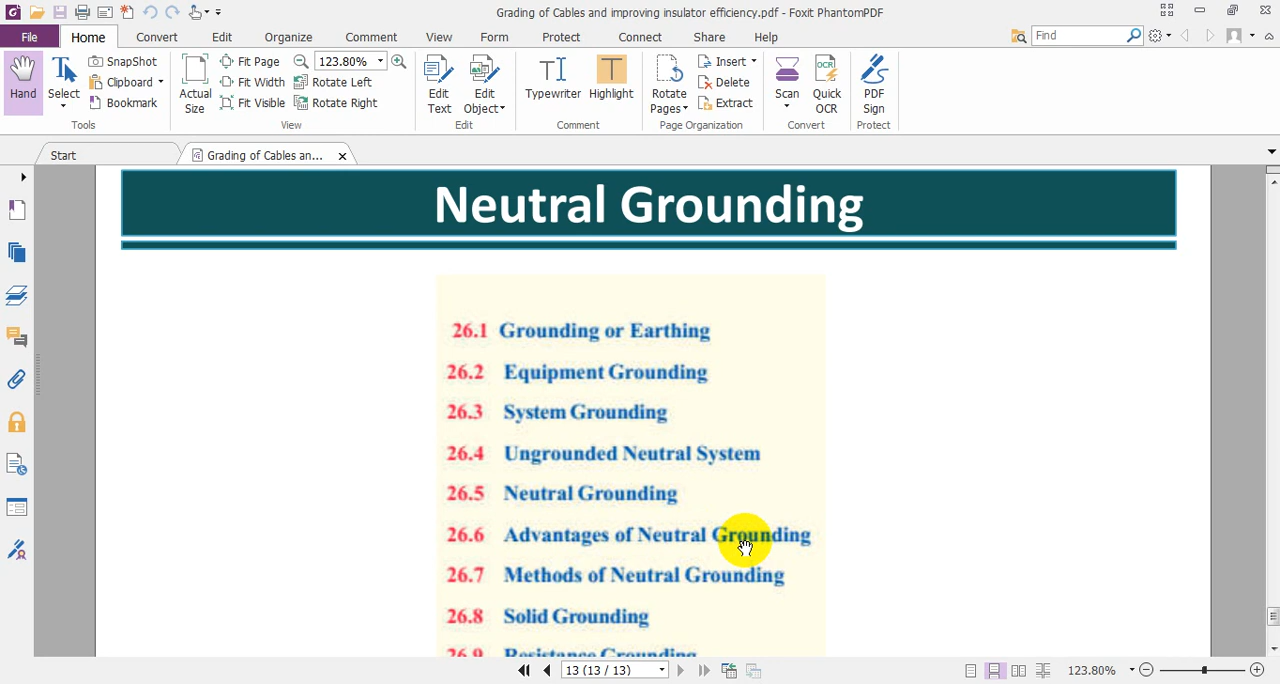 Grading of Cables and improving insulator efficiency.pdf - Foxit PhantomPDF
File Home Convert Edit Organize Comment View Form Protect Connect Share Help Find
Hand
Select
SnapShot
Clipboard
Bookmark
Tools
Actual Size
Fit Page
Fit Width
Fit Visible
123.80%
Rotate Left
Rotate Right
View
Edit Text
Edit Object
Edit
Typewriter
Highlight
Comment
Rotate Pages
Insert
Delete
Extract
Page Organization
Scan
OCR
Quick OCR
Convert
PDF Sign
Protect
Start
Grading of Cables an...
Neutral Grounding
26.1 Grounding or Earthing
26.2 Equipment Grounding
26.3 System Grounding
26.4 Ungrounded Neutral System
26.5 Neutral Grounding
26.6 Advantages of Neutral Grounding
26.7 Methods of Neutral Grounding
26.8 Solid Grounding
26.9 Resistance Grounding
13 (13 / 13)
123.80%